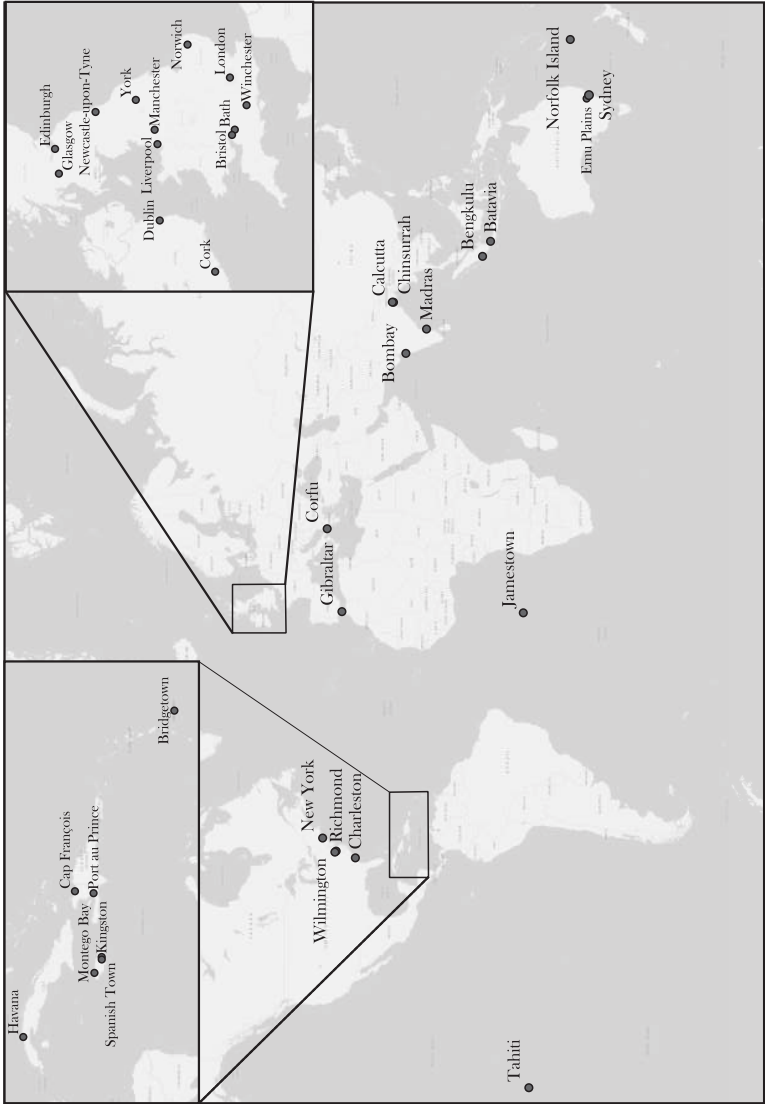 Havana
Cap François
Port au Prince
Montego Bay
Kingston
Spanish Town
Bridgetown
Edinburgh
Glasgow
Newcastle-upon-Tyne
York
Manchester
Liverpool
Dublin
Cork
Norwich
London
Winchester
Bath
Bristol
New York
Richmond
Wilmington
Charleston
Tahiti
Gibraltar
Corfu
Jamestown
Bombay
Calcutta
Chinsurrah
Madras
Bengkulu
Batavia
Norfolk Island
Emu Plains
Sydney